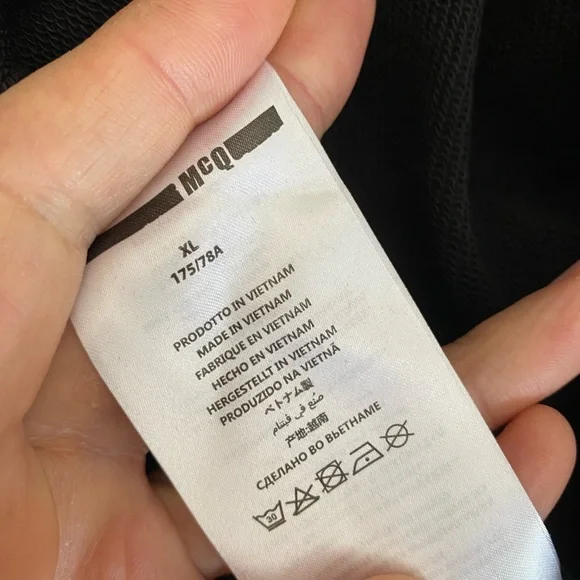 McQ
XL
175/78A
PRODOTTO IN VIETNAM
MADE IN VIETNAM
FABRIQUE EN VIETNAM
HECHO EN VIETNAM
HERGESTELLT IN VIETNAM
PRODUZIDO NA VIETNÃ
ベトナム製
صنع في فيتنام
产地:越南
СДЕЛАНО ВО ВЬЕТНАМЕ
30